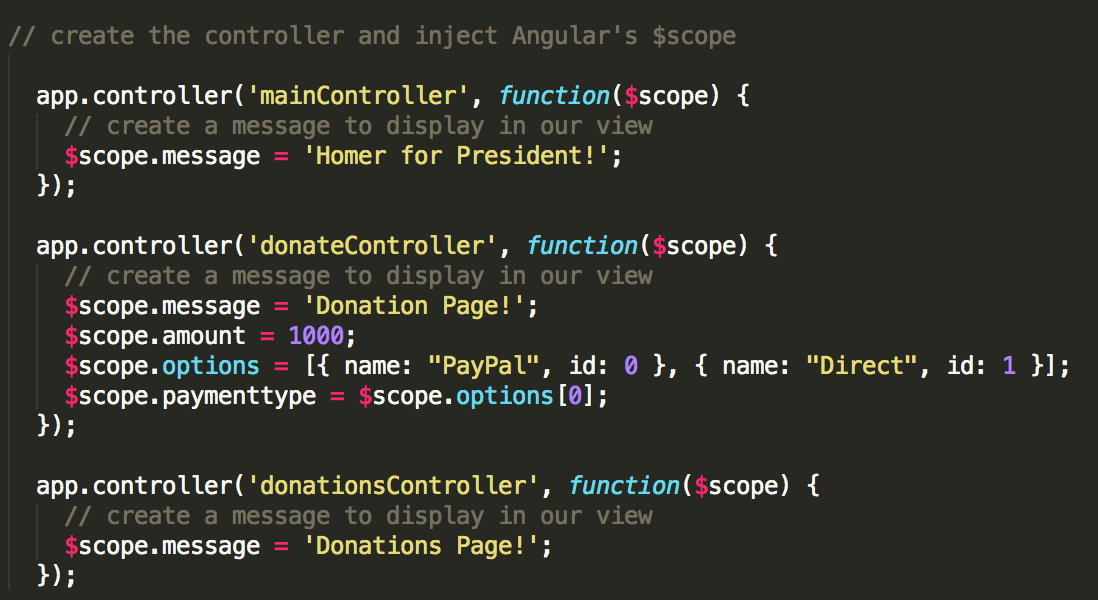 // create the controller and inject Angular's $scope
app.controller('mainController', function($scope) {
// create a message to display in our view
$scope.message = 'Homer for President!';
});
app.controller('donateController', function($scope) {
// create a message to display in our view
$scope.message = 'Donation Page!';
$scope.amount = 1000;
$scope.options = [{ name: "PayPal", id: 0 }, { name: "Direct", id: 1 }];
$scope.paymenttype = $scope.options[0];
});
app.controller('donationsController', function($scope) {
// create a message to display in our view
$scope.message = 'Donations Page!';
});